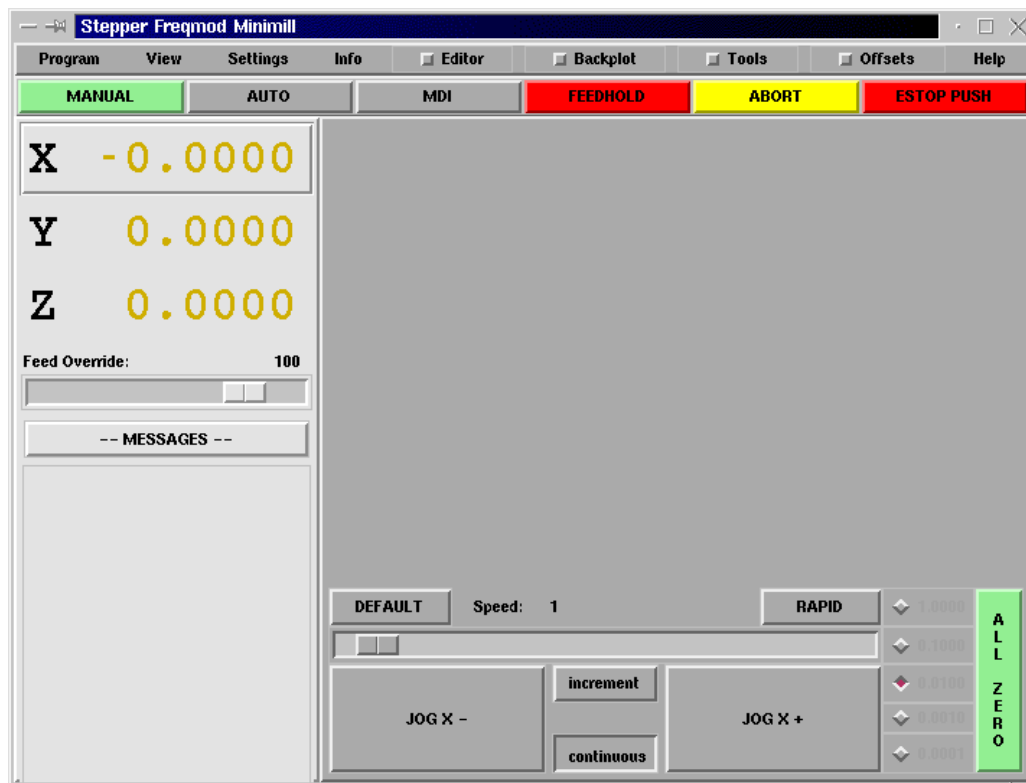 Stepper Freqmod Minimill
Program View Settings Info Editor Backplot Tools Offsets Help
MANUAL AUTO MDI FEEDHOLD ABORT ESTOP PUSH
X -0.0000
Y 0.0000
Z 0.0000
Feed Override: 100
-- MESSAGES --
DEFAULT Speed: 1 RAPID
1.0000
0.1000
0.0100
0.0010
0.0001
JOG X -
increment
continuous
JOG X +
ALL ZERO